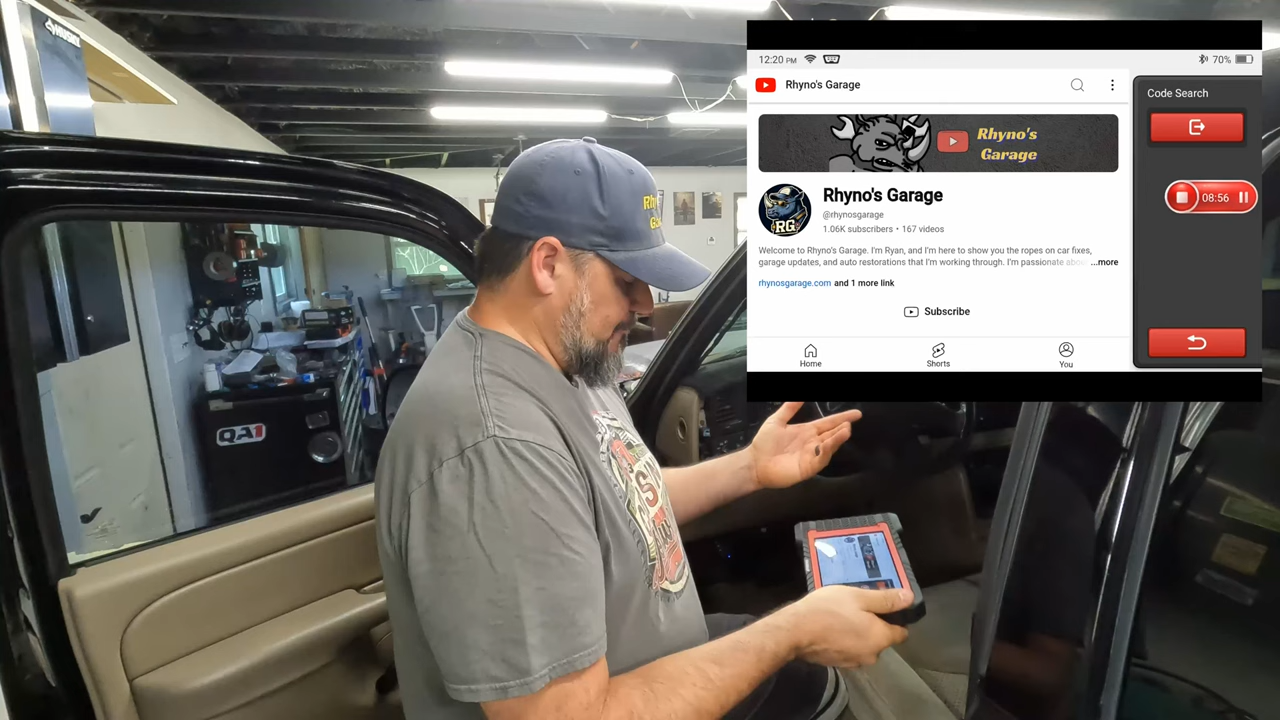 HUSKY
12:20 PM
70%
Rhyno's Garage
Code Search
Rhyno's
Garage
Rhyno's Garage
@rhynosgarage
1.06K subscribers • 167 videos
08:56
Welcome to Rhyno's Garage. I'm Ryan, and I'm here to show you the ropes on car fixes,
garage updates, and auto restorations that I'm working through. I'm passionate abo ...more
rhynosgarage.com and 1 more link
Subscribe
Home
Shorts
You
RG
QA1